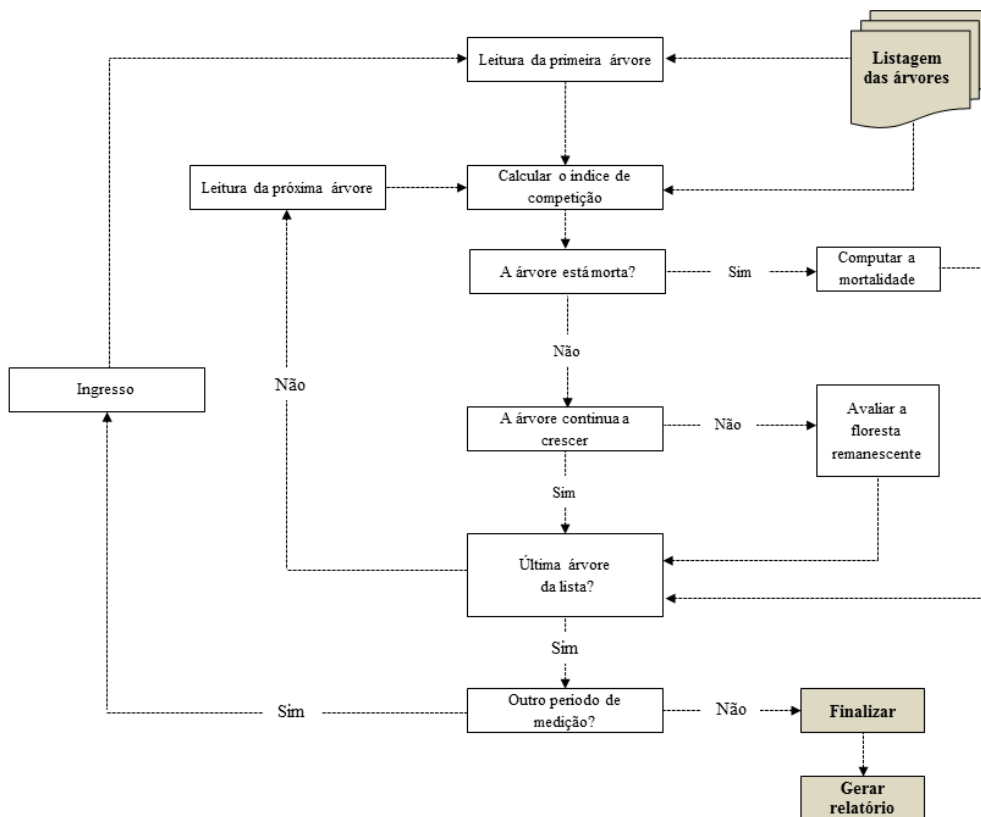 Leitura da primeira árvore
Listagem
das árvores
Leitura da próxima árvore
Calcular o índice de
competição
A árvore está morta?
Sim
Computar a
mortalidade
Não
Ingresso
Não
A árvore continua a
crescer
Não
Avaliar a
floresta
remanescente
Sim
Última árvore
da lista?
Sim
Sim
Outro período de
medição?
Não
Finalizar
Gerar
relatório